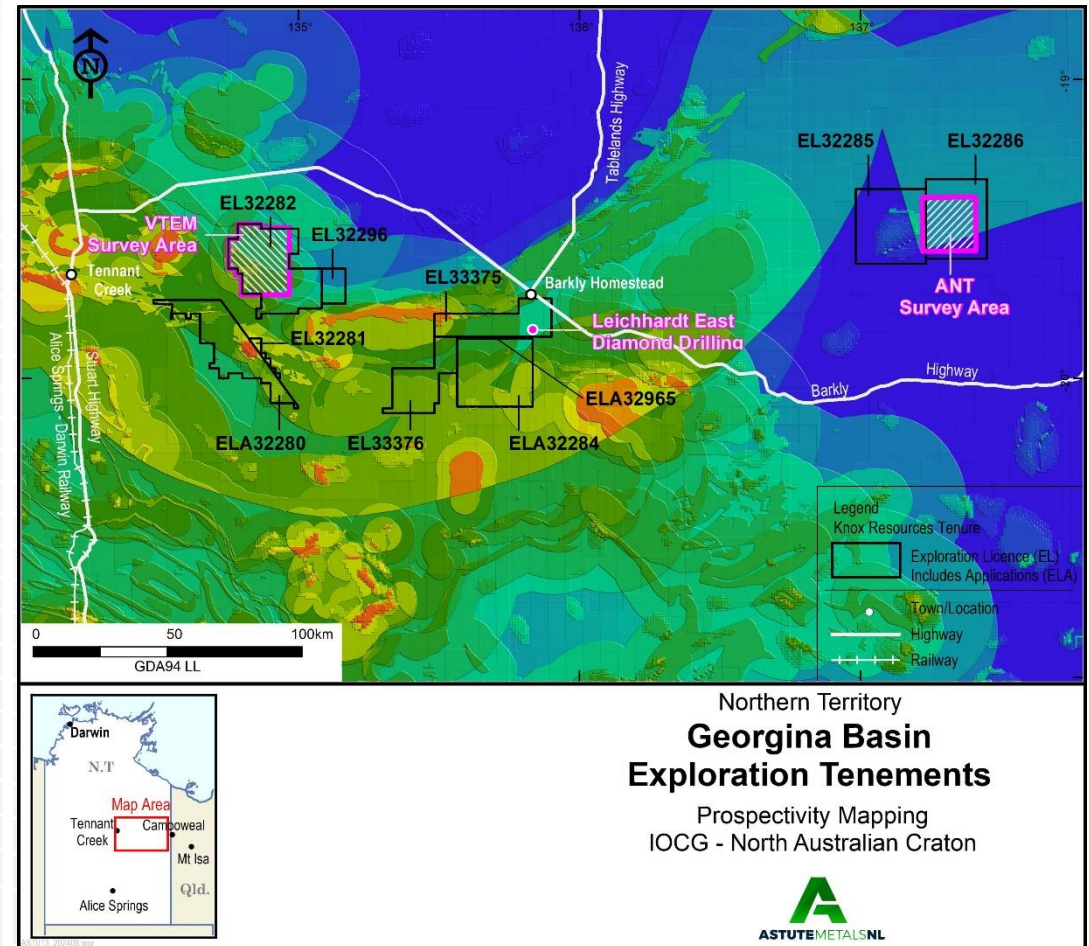 135°
136°
137°
-19°
-20°
N
Tablelands Highway
EL32285
EL32286
EL32282
VTEM
Survey Area
EL32296
Tennant
Creek
EL33375
Barkly Homestead
ANT
Survey Area
Leichhardt East
Diamond Drilling
EL32281
Alice Springs - Darwin Railway
Stuart Highway
Barkly
Highway
ELA32965
ELA32280
EL33376
ELA32284
Legend
Knox Resources Tenure
Exploration Licence (EL)
Includes Applications (ELA)
Town/Location
Highway
Railway
0
50
100km
GDA94 LL
Darwin
N.T
Map Area
Tennant
Creek
Camooweal
Mt Isa
Qld.
Alice Springs
AS7013_202408.wor
Northern Territory
Georgina Basin
Exploration Tenements
Prospectivity Mapping
IOCG - North Australian Craton
ASTUTEMETALSNL